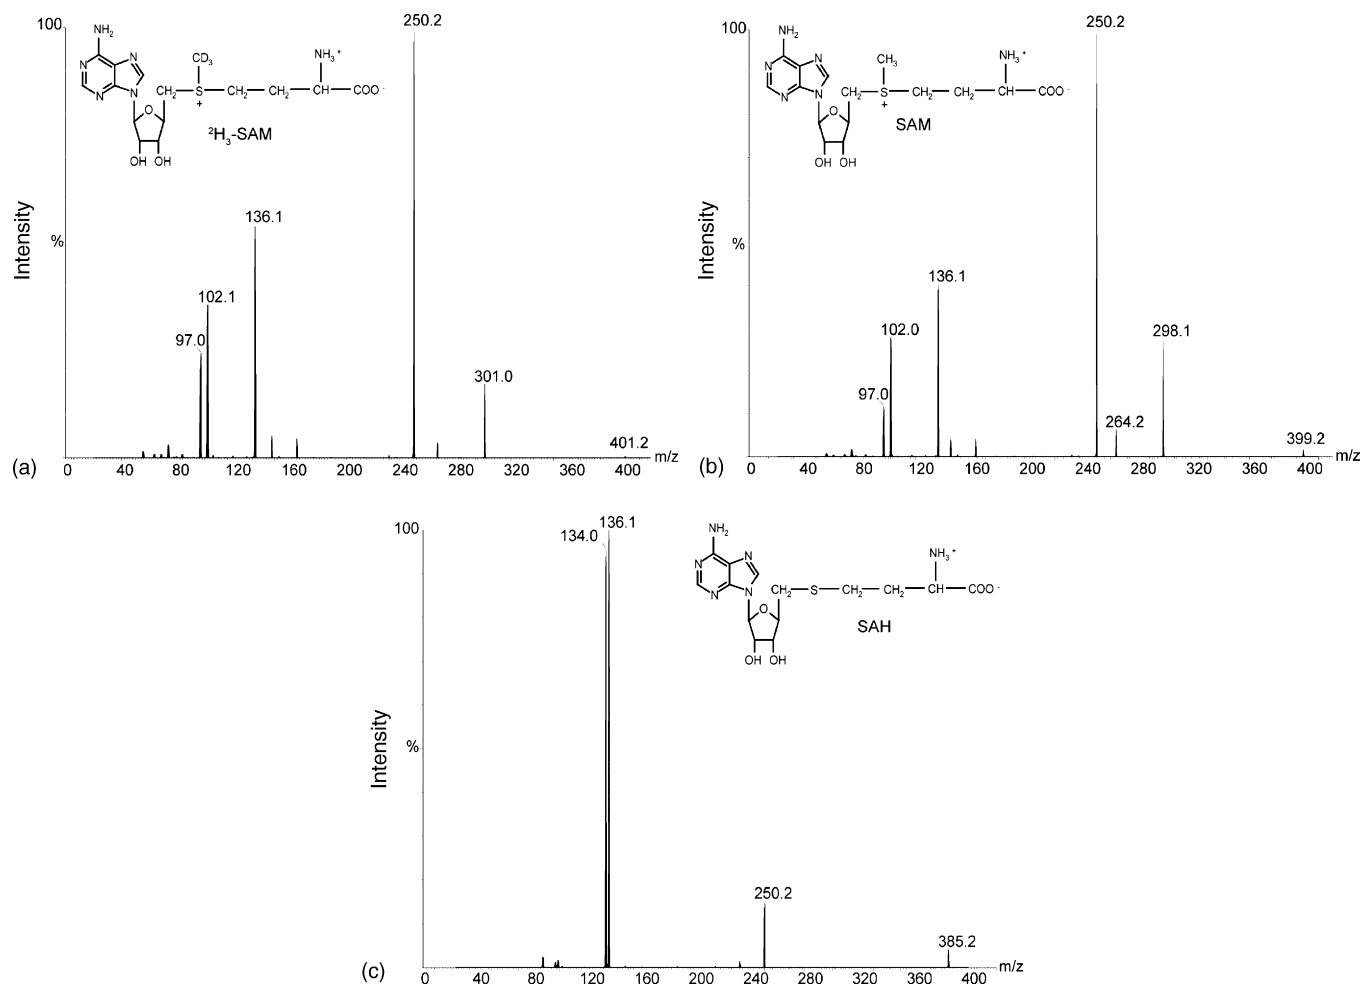 100
250.2
NH2
N
N
N
N
CD3
NH3+
CH2
S
+
CH2
CH2
CH
COO-
O
OH OH
2H3-SAM
136.1
102.1
97.0
301.0
401.2
Intensity
%
(a)
0 40 80 120 160 200 240 280 320 360 400 m/z
100
250.2
NH2
N
N
N
N
CH3
NH3+
CH2
S
+
CH2
CH2
CH
COO-
O
OH OH
SAM
136.1
102.0
97.0
298.1
264.2
399.2
Intensity
%
(b)
0 40 80 120 160 200 240 280 320 360 400 m/z
100
134.0
136.1
NH2
N
N
N
N
NH3+
CH2
S
CH2
CH2
CH
COO-
O
OH OH
SAH
250.2
385.2
Intensity
%
(c)
0 40 80 120 160 200 240 280 320 360 400 m/z